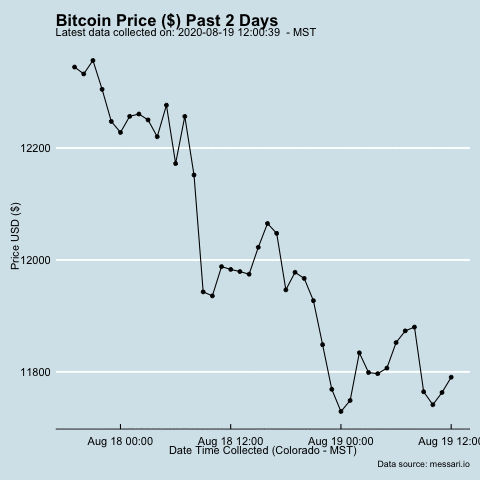 Bitcoin Price ($) Past 2 Days
Latest data collected on: 2020-08-19 12:00:39 - MST
12200
12000
11800
Price USD ($)
Aug 18 00:00 Aug 18 12:00 Aug 19 00:00 Aug 19 12:00
Date Time Collected (Colorado - MST)
Data source: messari.io